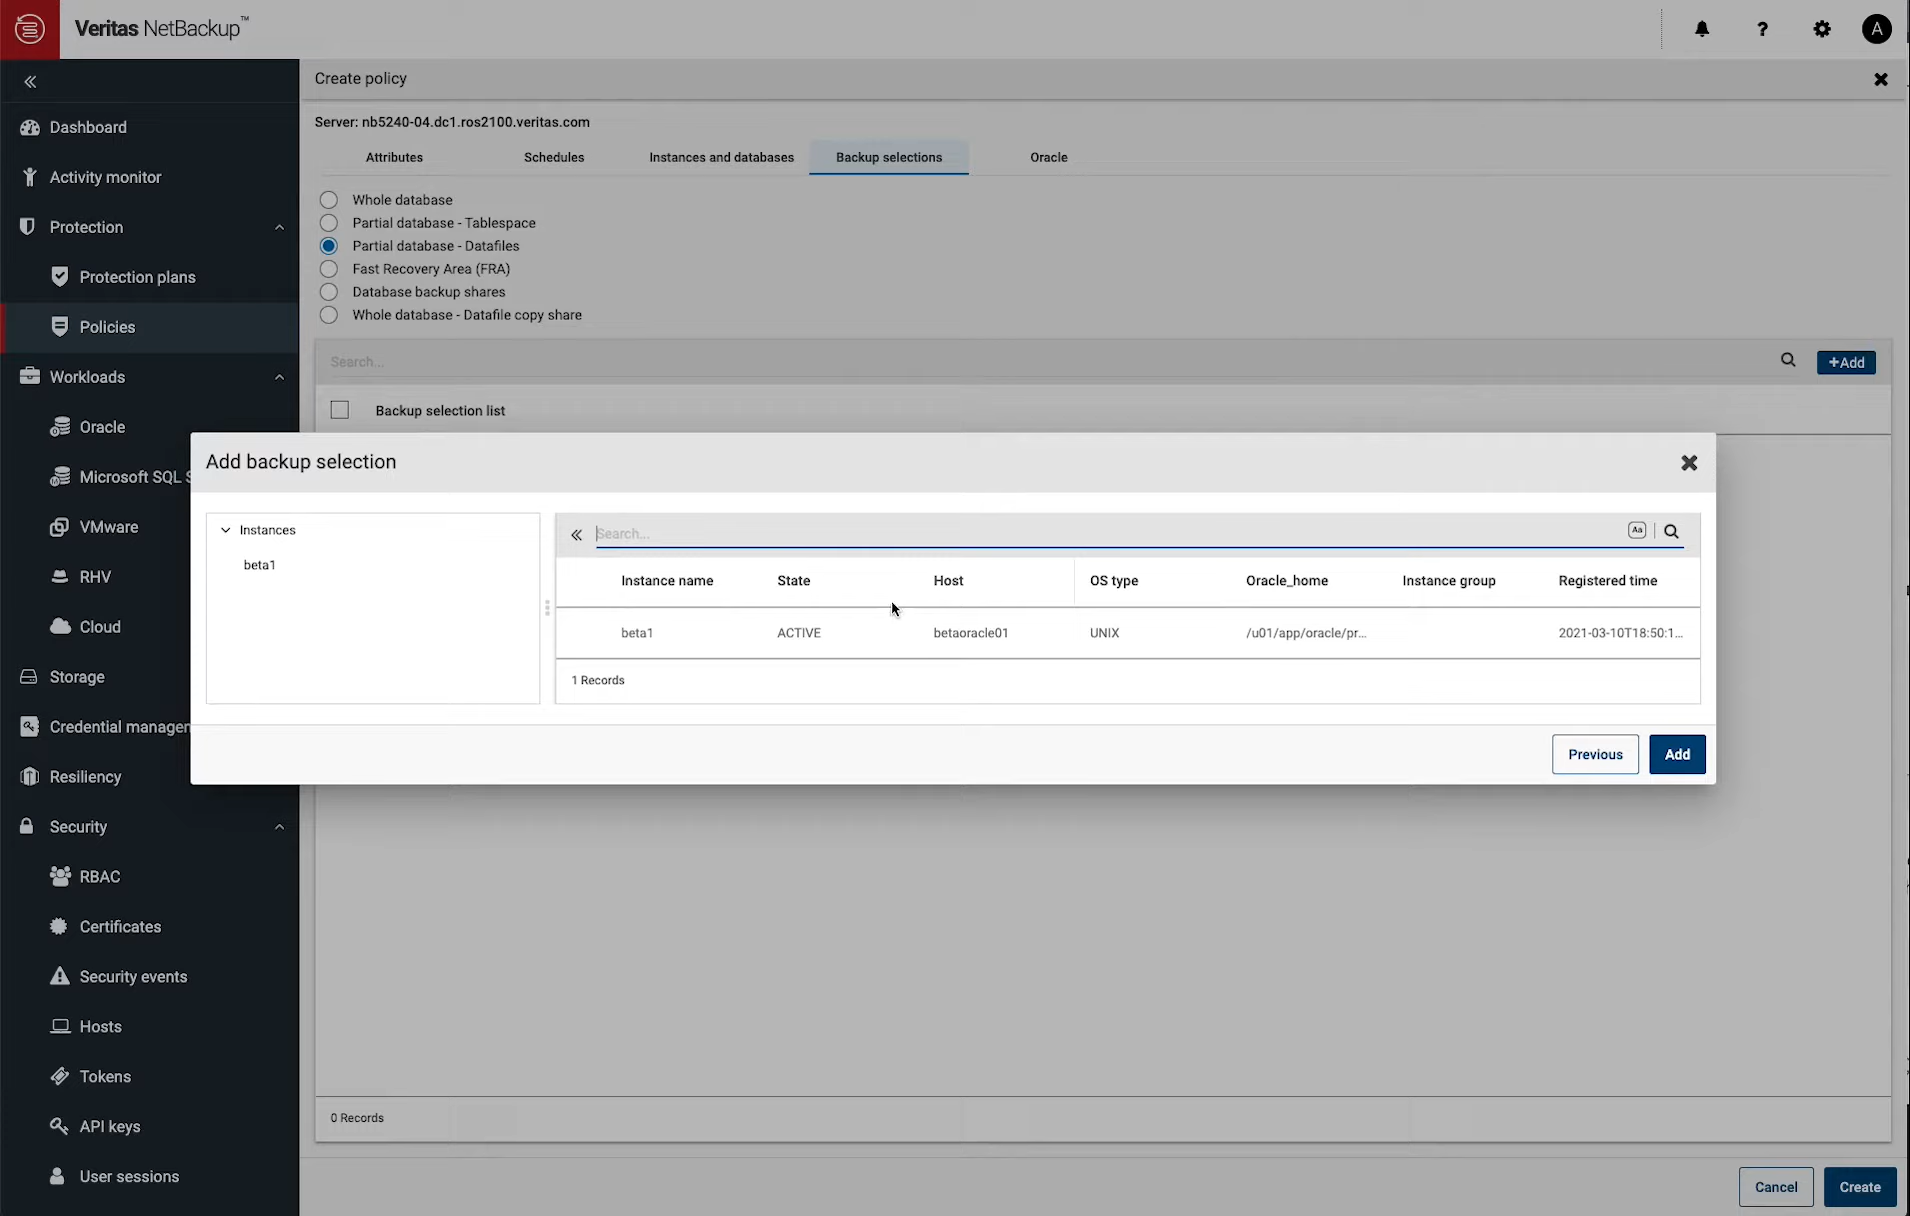 Veritas NetBackup™
A
Create policy
Server: nb5240-04.dc1.ros2100.veritas.com
Attributes Schedules Instances and databases Backup selections Oracle
Whole database
Partial database - Tablespace
Partial database - Datafiles
Fast Recovery Area (FRA)
Database backup shares
Whole database - Datafile copy share
Search...
+Add
Backup selection list
Dashboard
Activity monitor
Protection
Protection plans
Policies
Workloads
Oracle
Microsoft SQL S
VMware
RHV
Cloud
Storage
Credential managen
Resiliency
Security
RBAC
Certificates
Security events
Hosts
Tokens
API keys
User sessions
Add backup selection
Instances
beta1
Search...
Aa
Instance name State Host OS type Oracle_home Instance group Registered time
beta1 ACTIVE betaoracle01 UNIX /u01/app/oracle/pr... 2021-03-10T18:50:1...
1 Records
Previous Add
0 Records
Cancel Create